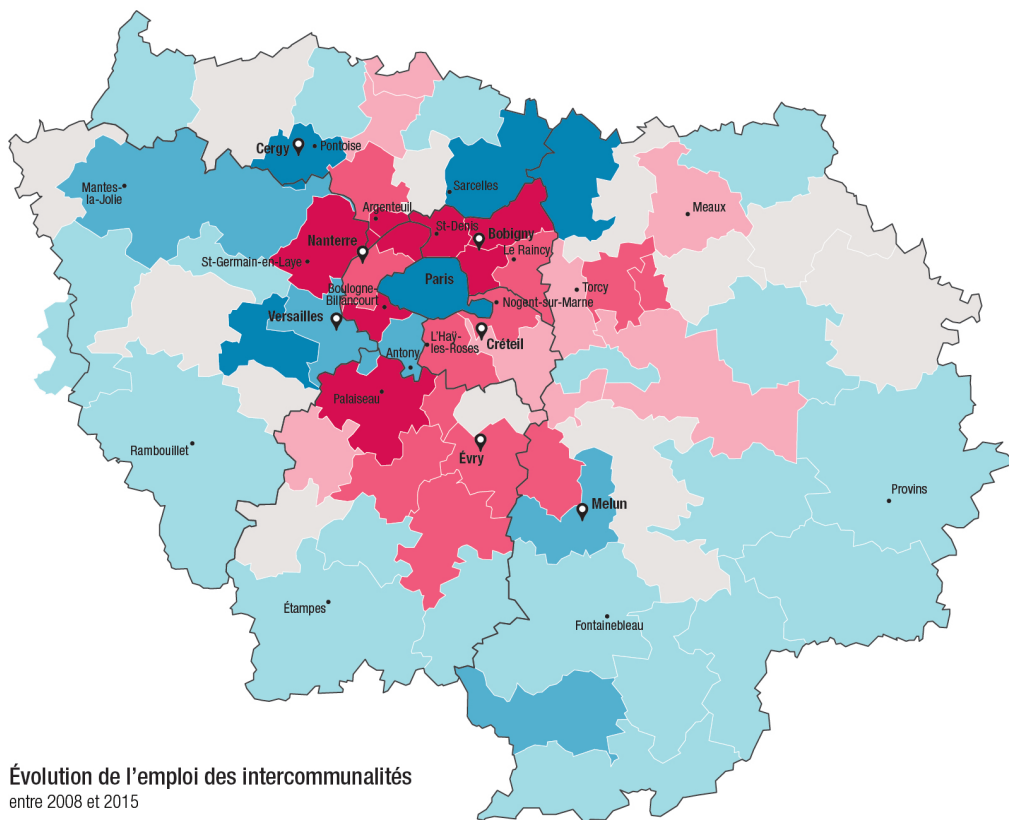 Cergy
Pontoise
Mantes-
la-Jolie
Sarcelles
Argenteuil
Meaux
St-Denis
Bobigny
Nanterre
Le Raincy
St-Germain-en-Laye
Paris
Torcy
Boulogne-
Billancourt
Nogent-sur-Marne
Versailles
L'Haÿ-
les-Roses
Créteil
Antony
Palaiseau
Rambouillet
Évry
Provins
Melun
Étampes
Fontainebleau
Évolution de l'emploi des intercommunalités
entre 2008 et 2015